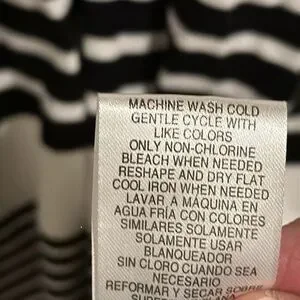 MACHINE WASH COLD
GENTLE CYCLE WITH
LIKE COLORS
ONLY NON-CHLORINE
BLEACH WHEN NEEDED
RESHAPE AND DRY FLAT
COOL IRON WHEN NEEDED
LAVAR A MAQUINA EN
AGUA FRÍA CON COLORES
SIMILARES SOLAMENTE
SOLAMENTE USAR
BLANQUEADOR
SIN CLORO CUANDO SEA
NECESARIO
REFORMAR Y SECAR SOBRE